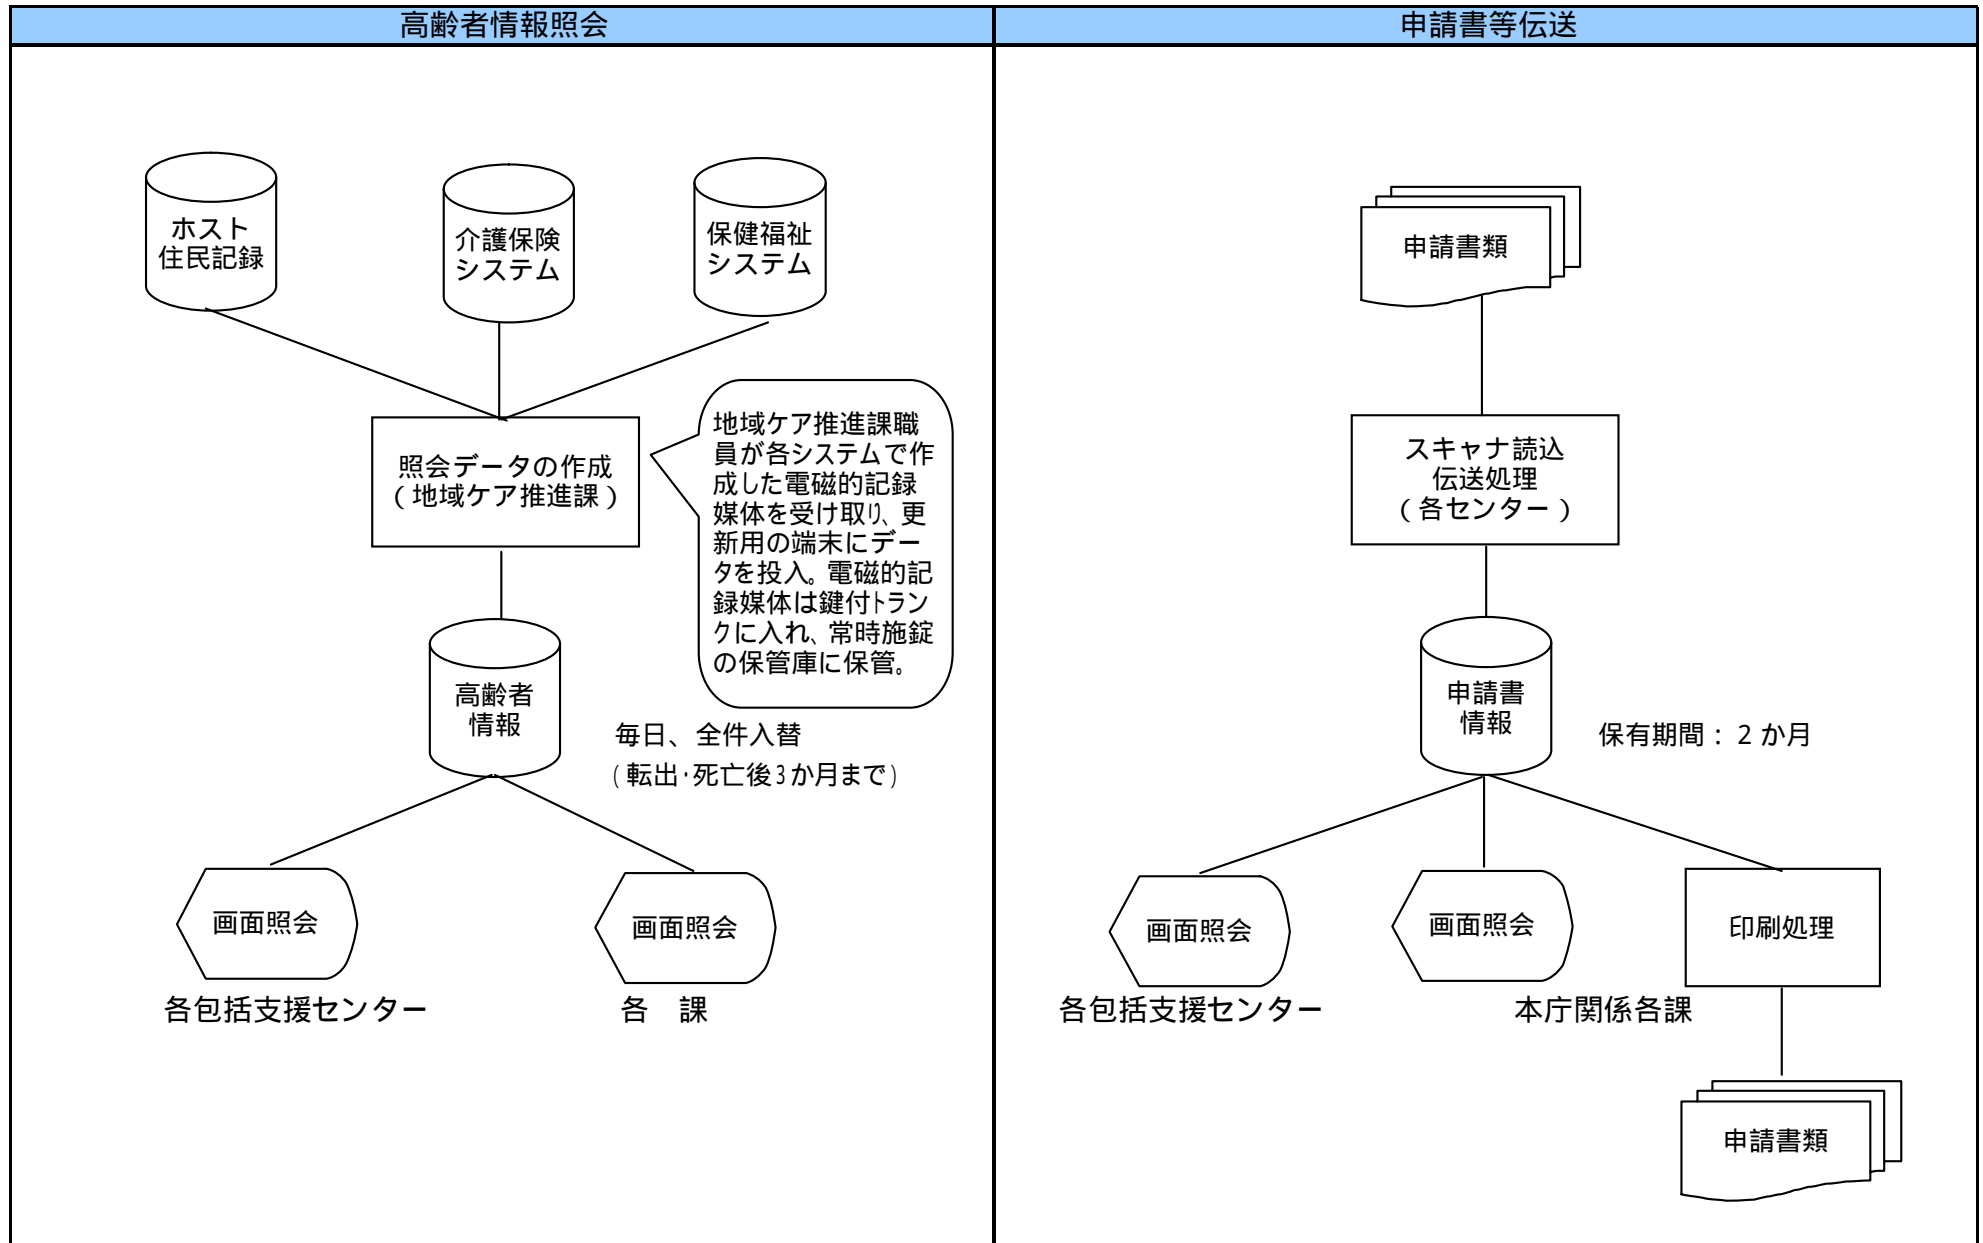 高齢者情報照会
申請書等伝送
ホスト
住民記録
介護保険
システム
保健福祉
システム
照会データの作成
（地域ケア推進課）
地域ケア推進課職
員が各システムで作
成した電磁的記録
媒体を受け取り、更
新用の端末にデー
タを投入。電磁的記
録媒体は鍵付トラン
クに入れ、常時施錠
の保管庫に保管。
高齢者
情報
毎日、全件入替
(転出･死亡後3か月まで)
画面照会
画面照会
各包括支援センター
各　課
申請書類
スキャナ読込
伝送処理
（各センター）
申請書
情報
保有期間：２か月
画面照会
画面照会
印刷処理
各包括支援センター
本庁関係各課
申請書類